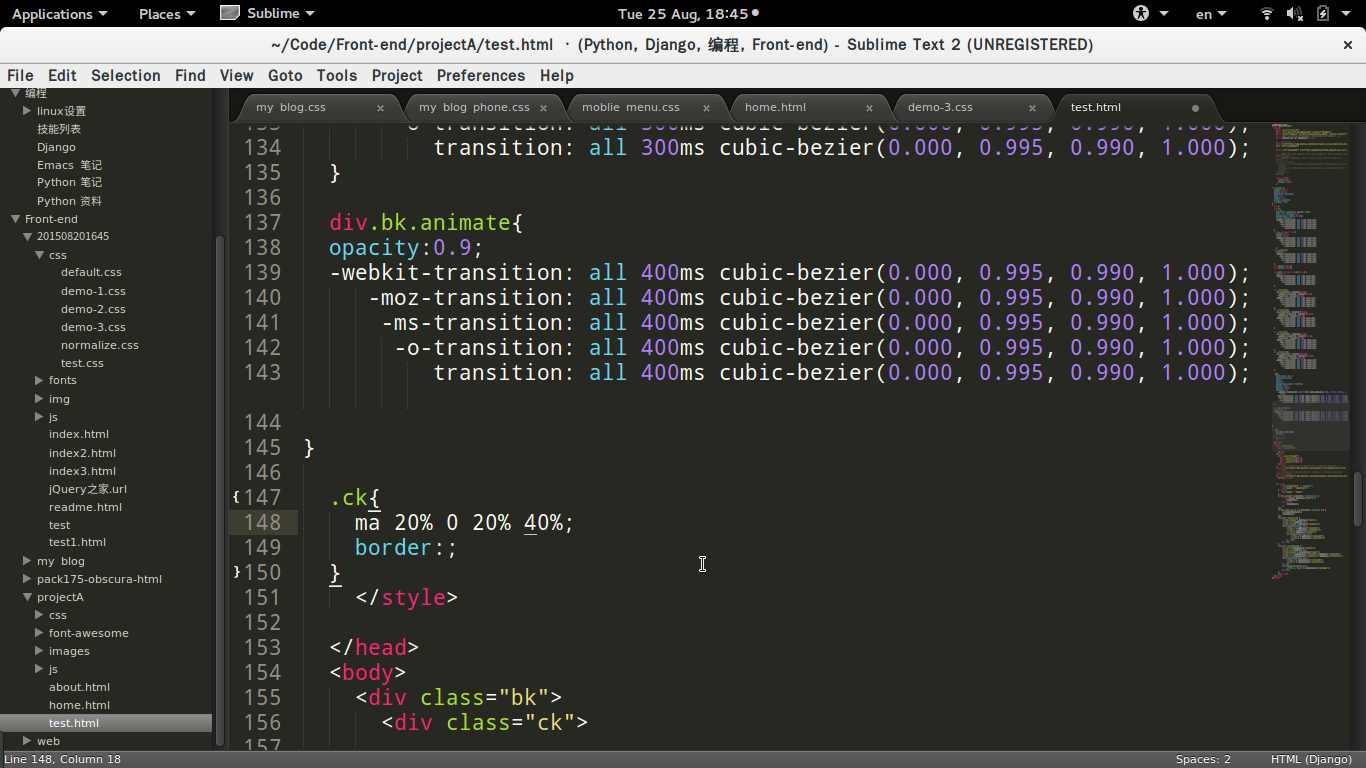 Applications Places Sublime Tue 25 Aug, 18:45 en
~/Code/Front-end/projectA/test.html · (Python, Django, 编程, Front-end) - Sublime Text 2 (UNREGISTERED)
File Edit Selection Find View Goto Tools Project Preferences Help
编程
linux设置
技能列表
Django
Emacs 笔记
Python 笔记
Python 资料
Front-end
201508201645
css
default.css
demo-1.css
demo-2.css
demo-3.css
normalize.css
test.css
fonts
img
js
index.html
index2.html
index3.html
jQuery之家.url
readme.html
test
test1.html
my blog
pack175-obscura-html
projectA
css
font-awesome
images
js
about.html
home.html
test.html
web
my blog.css my blog phone.css moblie menu.css home.html demo-3.css test.html
133 -o-transition: all 300ms cubic-bezier(0.000, 0.995, 0.990, 1.000);
134 transition: all 300ms cubic-bezier(0.000, 0.995, 0.990, 1.000);
135 }
136
137 div.bk.animate{
138 opacity:0.9;
139 -webkit-transition: all 400ms cubic-bezier(0.000, 0.995, 0.990, 1.000);
140 -moz-transition: all 400ms cubic-bezier(0.000, 0.995, 0.990, 1.000);
141 -ms-transition: all 400ms cubic-bezier(0.000, 0.995, 0.990, 1.000);
142 -o-transition: all 400ms cubic-bezier(0.000, 0.995, 0.990, 1.000);
143 transition: all 400ms cubic-bezier(0.000, 0.995, 0.990, 1.000);
144
145 }
146
147 .ck{
148 ma 20% 0 20% 40%;
149 border:;
150 }
151 </style>
152
153 </head>
154 <body>
155 <div class="bk">
156 <div class="ck">
157
Line 148, Column 18 Spaces: 2 HTML (Django)